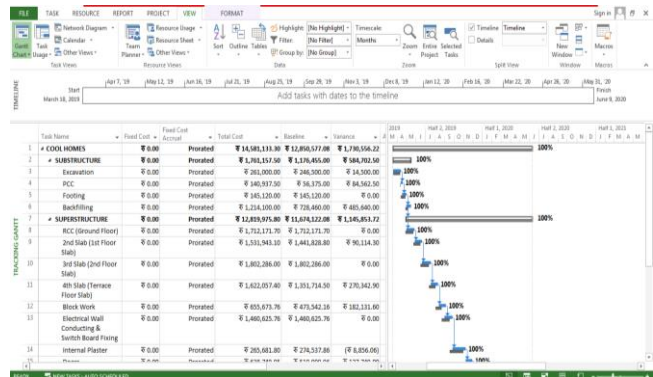 FILE TASK RESOURCE REPORT PROJECT VIEW FORMAT Sign in
Gantt Chart Task Usage Network Diagram Calendar Other Views Team Planner Resource Usage Resource Sheet Other Views Sort Outline Tables Highlight: [No Highlight] Filter: [No Filter] Group by: [No Group] Timescale: Months Zoom Entire Project Selected Tasks Timeline Timeline Details New Window Macros
Task Views Resource Views Data Zoom Split View Window Macros
TIMELINE
Apr 7, '19 May 12, '19 Jun 16, '19 Jul 21, '19 Aug 25, '19 Sep 29, '19 Nov 3, '19 Dec 8, '19 Jan 12, '20 Feb 16, '20 Mar 22, '20 Apr 26, '20 May 31, '20
Start
March 18, 2019
Add tasks with dates to the timeline
Finish
June 9, 2020
TRACKING GANTT
Task Name Fixed Cost Fixed Cost Accrual Total Cost Baseline Variance
2019 Half 2, 2019 Half 1, 2020 Half 2, 2020 Half 1, 2021
M A M J J A S O N D J F M A M J J A S O N D J F M A M
1 COOL HOMES ₹ 0.00 Prorated ₹ 14,581,133.30 ₹ 12,850,577.08 ₹ 1,730,556.22 100%
2 SUBSTRUCTURE ₹ 0.00 Prorated ₹ 1,761,157.50 ₹ 1,176,455.00 ₹ 584,702.50 100%
3 Excavation ₹ 0.00 Prorated ₹ 261,000.00 ₹ 246,500.00 ₹ 14,500.00 100%
4 PCC ₹ 0.00 Prorated ₹ 140,937.50 ₹ 56,375.00 ₹ 84,562.50 100%
5 Footing ₹ 0.00 Prorated ₹ 145,120.00 ₹ 145,120.00 ₹ 0.00 100%
6 Backfilling ₹ 0.00 Prorated ₹ 1,214,100.00 ₹ 728,460.00 ₹ 485,640.00 100%
7 SUPERSTRUCTURE ₹ 0.00 Prorated ₹ 12,819,975.80 ₹ 11,674,122.08 ₹ 1,145,853.72 100%
8 RCC (Ground Floor) ₹ 0.00 Prorated ₹ 1,712,171.70 ₹ 1,712,171.70 ₹ 0.00 100%
9 2nd Slab (1st Floor Slab) ₹ 0.00 Prorated ₹ 1,531,943.10 ₹ 1,441,828.80 ₹ 90,114.30 100%
10 3rd Slab (2nd Floor Slab) ₹ 0.00 Prorated ₹ 1,802,286.00 ₹ 1,802,286.00 ₹ 0.00 100%
11 4th Slab (Terrace Floor Slab) ₹ 0.00 Prorated ₹ 1,622,057.40 ₹ 1,351,714.50 ₹ 270,342.90 100%
12 Block Work ₹ 0.00 Prorated ₹ 655,673.76 ₹ 473,542.16 ₹ 182,131.60 100%
13 Electrical Wall Conducting & Switch Board Fixing ₹ 0.00 Prorated ₹ 1,460,625.76 ₹ 1,460,625.76 ₹ 0.00 100%
14 Internal Plaster ₹ 0.00 Prorated ₹ 265,681.80 ₹ 274,537.86 (₹ 8,856.06) 100%
READY NEW TASKS : AUTO SCHEDULED